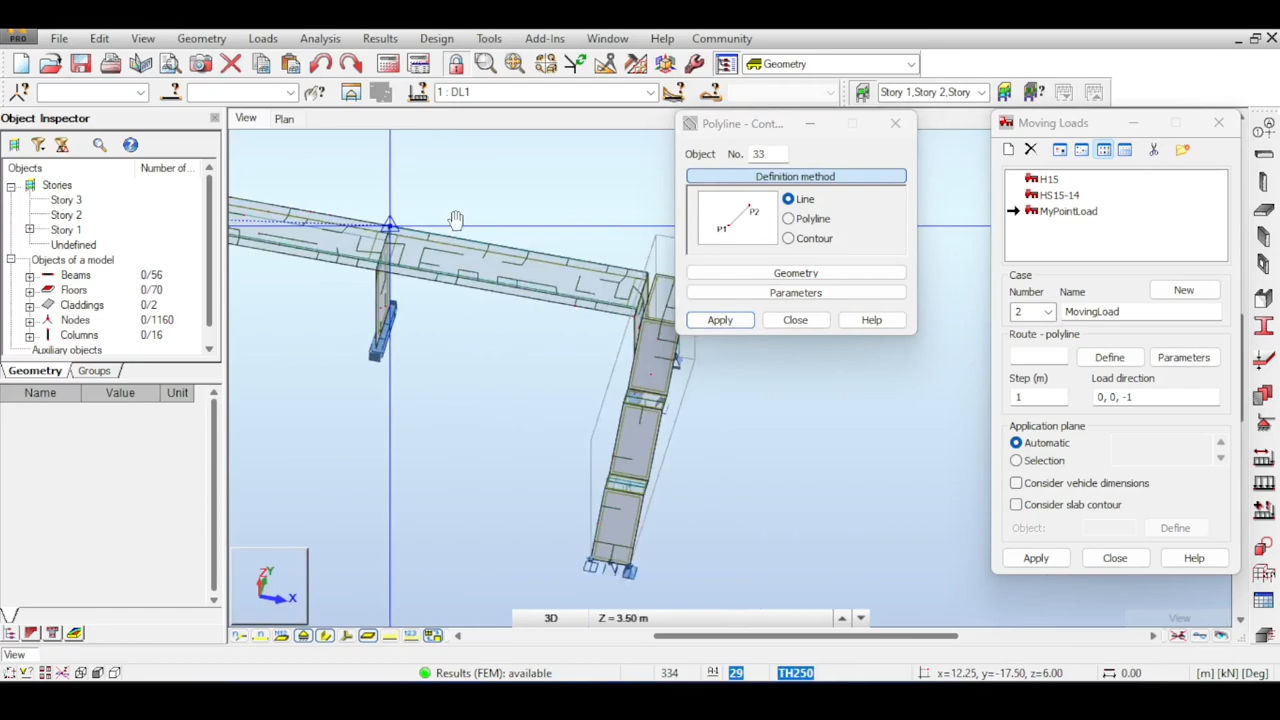 PRO
File Edit View Geometry Loads Analysis Results Design Tools Add-Ins Window Help Community
Geometry
1 : DL1
Story 1,Story 2,Story
Object Inspector
View Plan
Objects Number of...
Stories
Story 3
Story 2
Story 1
Undefined
Objects of a model
Beams 0/56
Floors 0/70
Claddings 0/2
Nodes 0/1160
Columns 0/16
Auxiliary objects
Geometry Groups
Name Value Unit
Polyline - Cont...
Object No. 33
Definition method
P2
P1
Line
Polyline
Contour
Geometry
Parameters
Apply Close Help
Moving Loads
H15
HS15-14
MyPointLoad
Case
Number Name New
2 MovingLoad
Route - polyline
Define Parameters
Step (m) Load direction
1 0, 0, -1
Application plane
Automatic
Selection
Consider vehicle dimensions
Consider slab contour
Object: Define
Apply Close Help
Z Y
X
3D Z = 3.50 m
View
View
Results (FEM): available 334 29 TH250 x=12.25, y=-17.50, z=6.00 0.00 [m] [kN] [Deg]